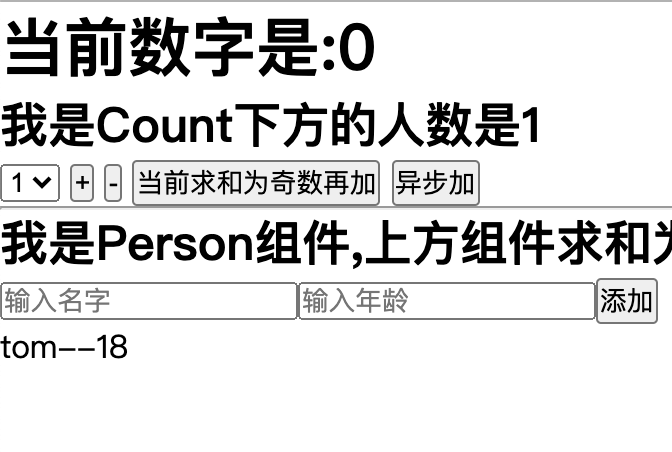 当前数字是:0
我是Count下方的人数是1
1 + - 当前求和为奇数再加 异步加
我是Person组件,上方组件求和
输入名字 输入年龄 添加
tom--18